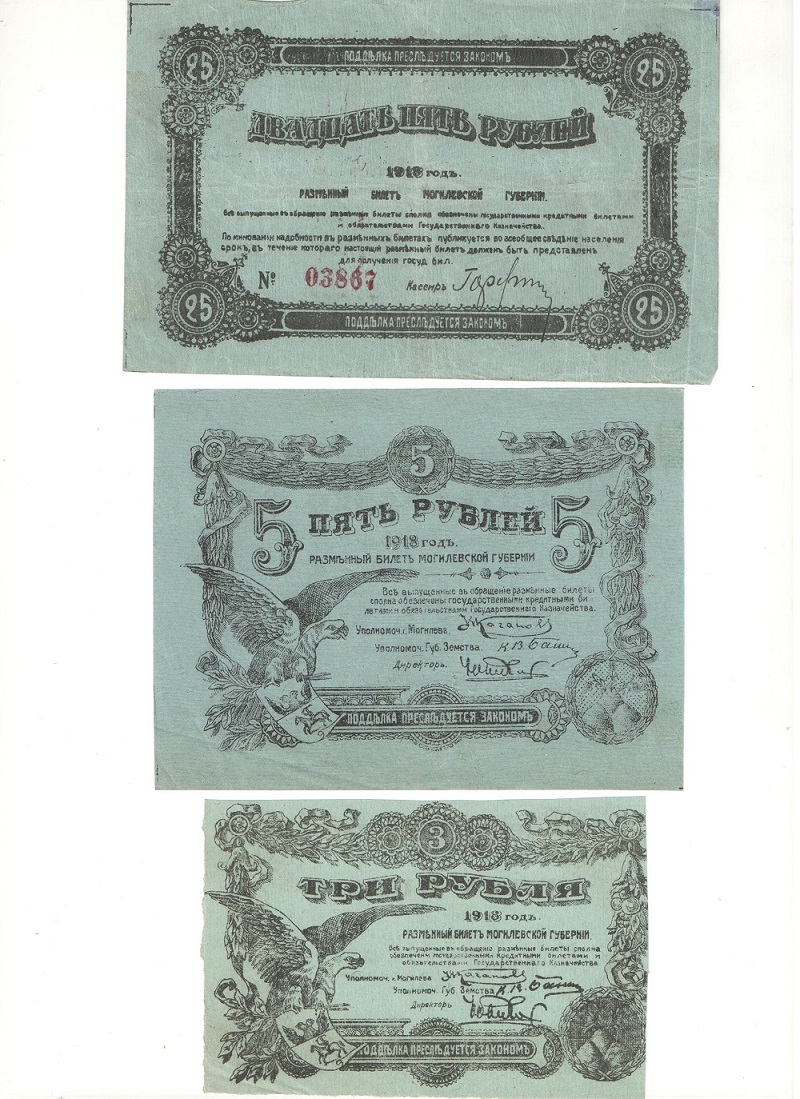 25 ПОДДѢЛКА ПРЕСЛѢДУЕТСЯ ЗАКОНОМЪ 25
ДВАДЦАТЬ ПЯТЬ РУБЛЕЙ
1918 годъ.
РАЗМѢННЫЙ БИЛЕТЪ МОГИЛЕВСКОЙ ГУБЕРНІИ.
Всѣ выпущенные въ обращеніе размѣнные билеты сполна обезпечены государственными кредитными билетами
и обязательствами Государственнаго Казначейства.
По минованіи надобности въ размѣнныхъ билетахъ публикуется во всеобщее свѣдѣніе населенія
срокъ, въ теченіе котораго настоящій размѣнный билетъ долженъ быть представленъ
для полученія госуд бил.
№ 03867 Кассиръ
25 ПОДДѢЛКА ПРЕСЛѢДУЕТСЯ ЗАКОНОМЪ 25
5
5 ПЯТЬ РУБЛЕЙ 5
1918 годъ.
РАЗМѢННЫЙ БИЛЕТЪ МОГИЛЕВСКОЙ ГУБЕРНІИ
Всѣ выпущенные въ обращеніе размѣнные билеты
сполна обезпечены государственными кредитными би-
летами и обязательствами Государственнаго Казначейства.
Уполномоч. г. Могилева Каганов
Уполномоч. Губ. Земства.
Директоръ
ПОДДѢЛКА ПРЕСЛѢДУЕТСЯ ЗАКОНОМЪ
3
ТРИ РУБЛЯ
1918 годъ.
РАЗМѢННЫЙ БИЛЕТЪ МОГИЛЕВСКОЙ ГУБЕРНІИ.
Всѣ выпущенные въ обращеніе размѣнные билеты сполна
обезпечены государственными кредитными билетами и
обязательствами Государственнаго Казначейства.
Уполномоч. г. Могилева Каганов
Уполномоч. Губ. Земства
Директоръ
ПОДДѢЛКА ПРЕСЛѢДУЕТСЯ ЗАКОНОМЪ